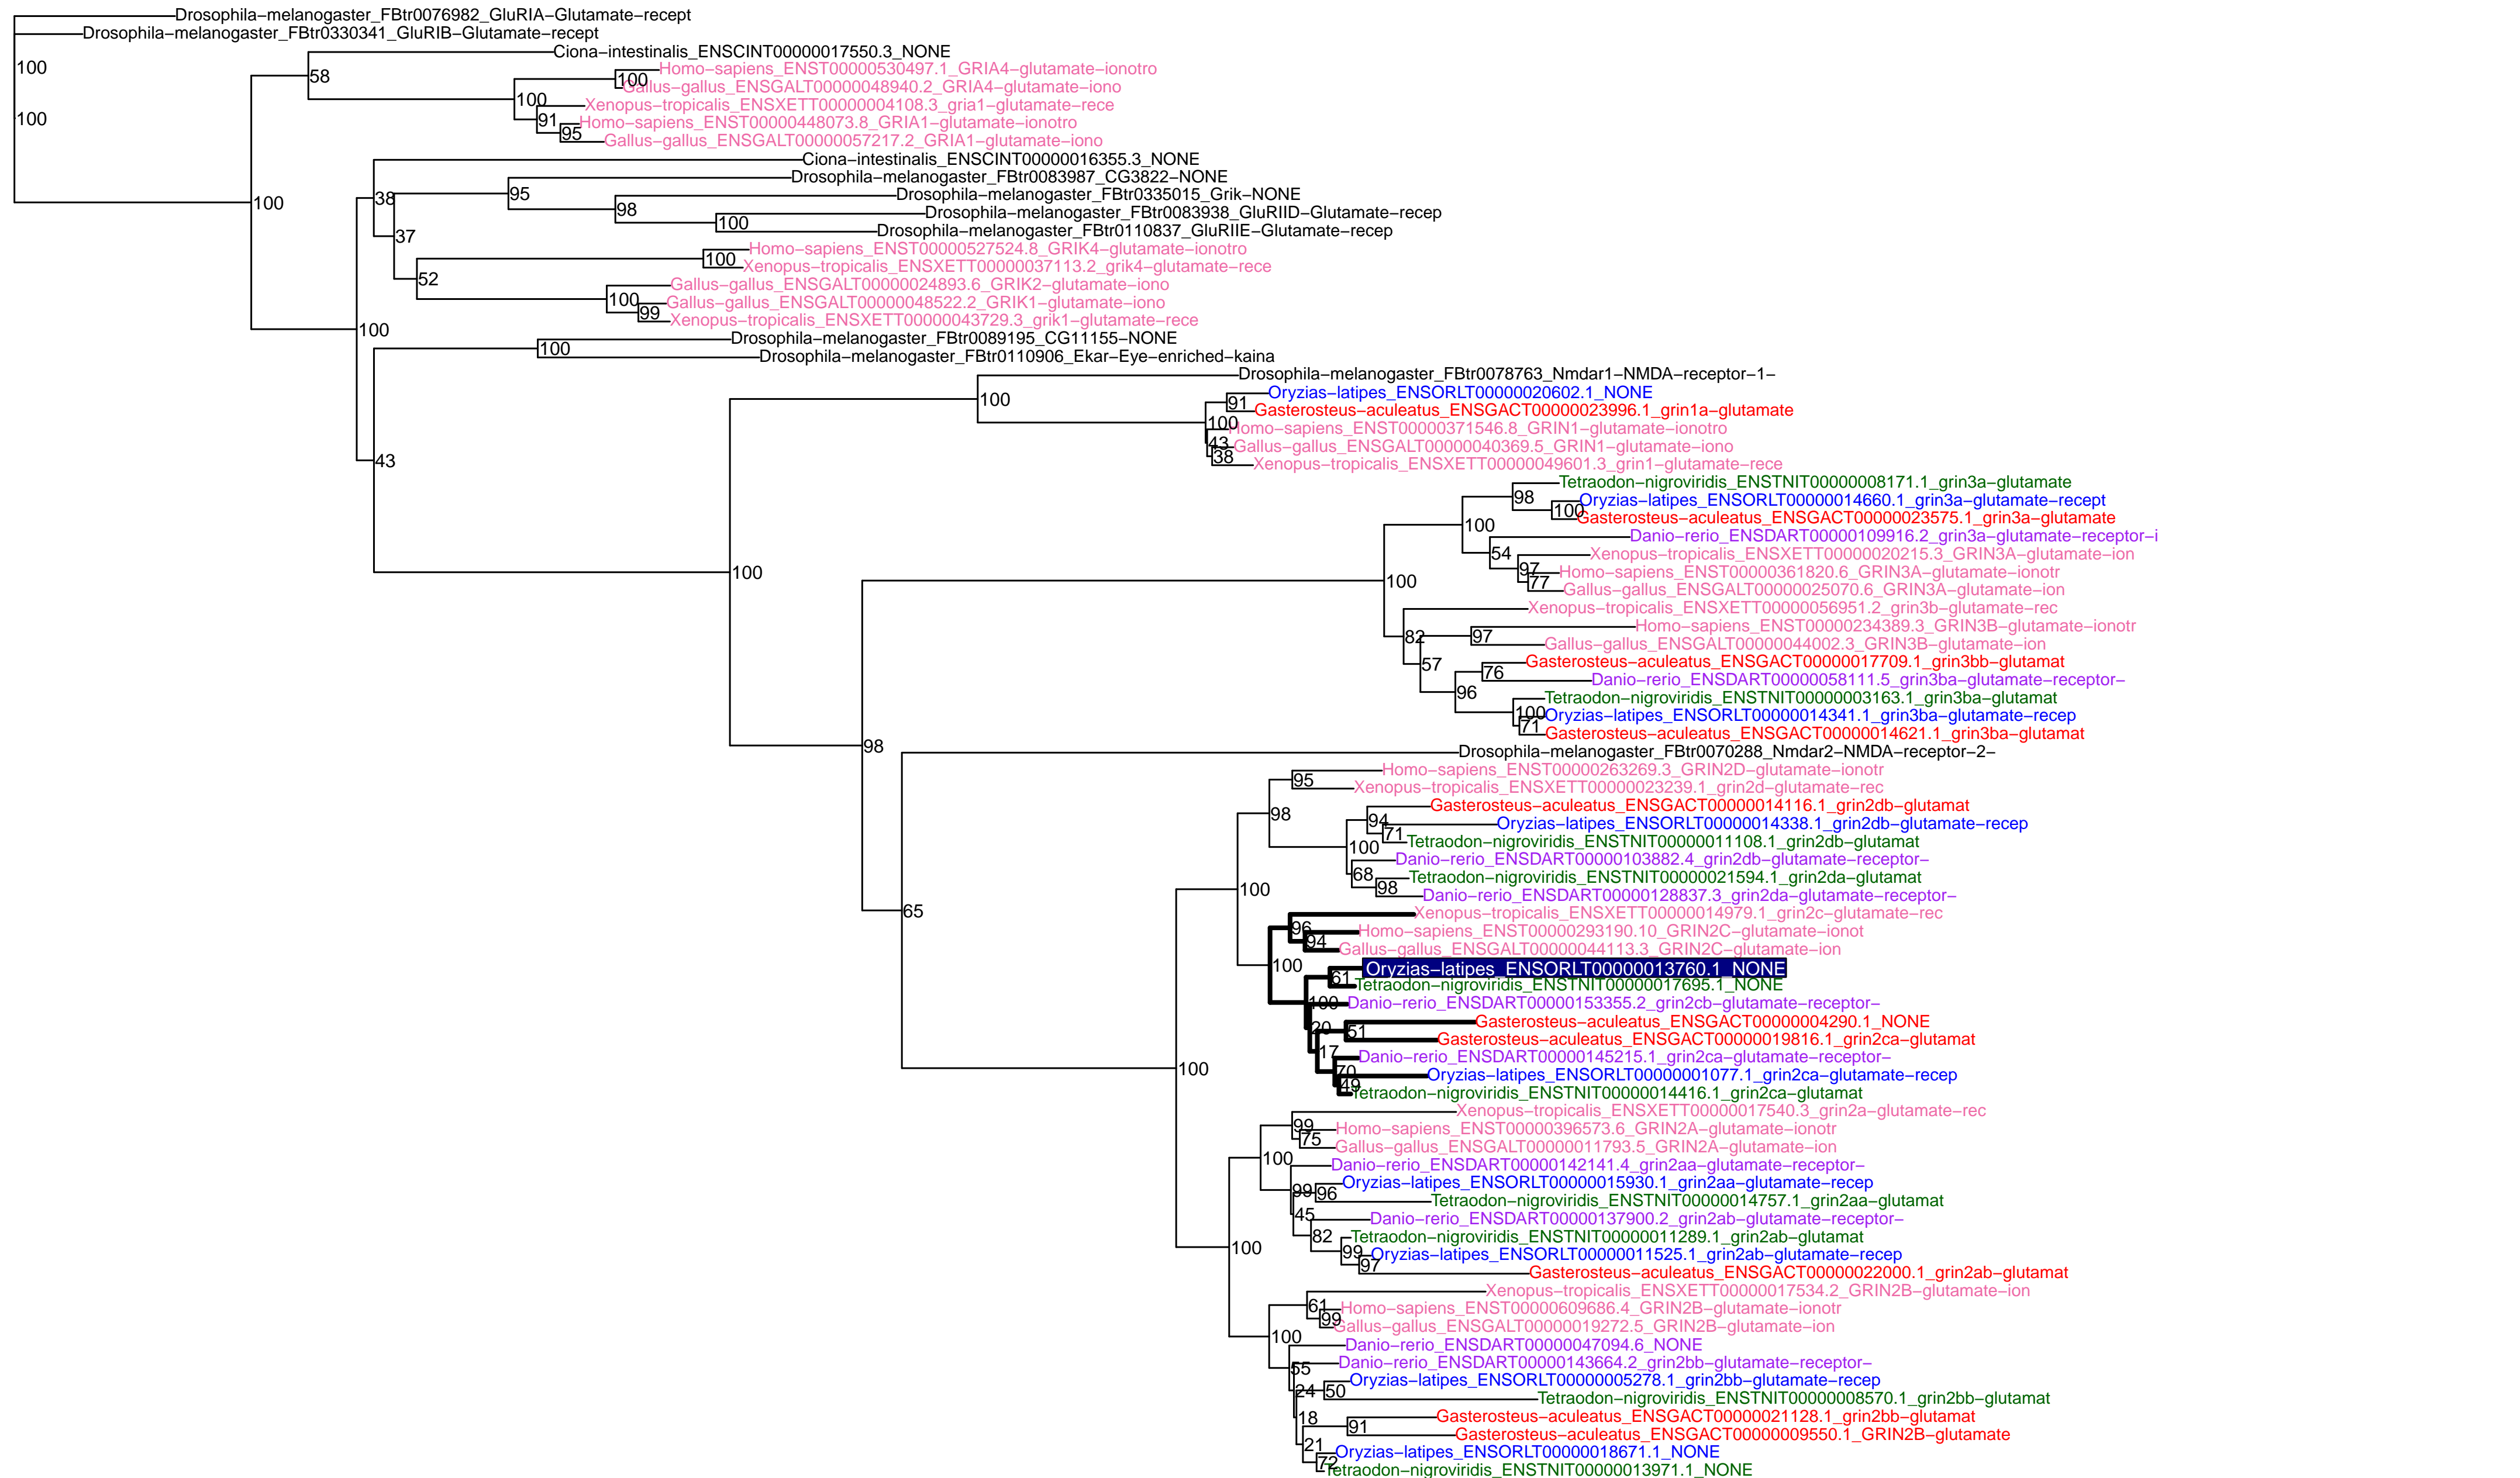 Drosophila−melanogaster_FBtr0076982_GluRIA−Glutamate−recept
Drosophila−melanogaster_FBtr0330341_GluRIB−Glutamate−recept
Ciona−intestinalis_ENSCINT00000017550.3_NONE
100
58
Homo−sapiens_ENST00000530497.1_GRIA4−glutamate−ionotro
100
Gallus−gallus_ENSGALT00000048940.2_GRIA4−glutamate−iono
100
Xenopus−tropicalis_ENSXETT00000004108.3_gria1−glutamate−rece
100
91
Homo−sapiens_ENST00000448073.8_GRIA1−glutamate−ionotro
95
Gallus−gallus_ENSGALT00000057217.2_GRIA1−glutamate−iono
Ciona−intestinalis_ENSCINT00000016355.3_NONE
Drosophila−melanogaster_FBtr0083987_CG3822−NONE
95
38
Drosophila−melanogaster_FBtr0335015_Grik−NONE
100
98
Drosophila−melanogaster_FBtr0083938_GluRIID−Glutamate−recep
100
Drosophila−melanogaster_FBtr0110837_GluRIIE−Glutamate−recep
37
Homo−sapiens_ENST00000527524.8_GRIK4−glutamate−ionotro
100
Xenopus−tropicalis_ENSXETT00000037113.2_grik4−glutamate−rece
52
Gallus−gallus_ENSGALT00000024893.6_GRIK2−glutamate−iono
100
Gallus−gallus_ENSGALT00000048522.2_GRIK1−glutamate−iono
99
Xenopus−tropicalis_ENSXETT00000043729.3_grik1−glutamate−rece
100
Drosophila−melanogaster_FBtr0089195_CG11155−NONE
100
Drosophila−melanogaster_FBtr0110906_Ekar−Eye−enriched−kaina
Drosophila−melanogaster_FBtr0078763_Nmdar1−NMDA−receptor−1−
100
Oryzias−latipes_ENSORLT00000020602.1_NONE
91
Gasterosteus−aculeatus_ENSGACT00000023996.1_grin1a−glutamate
100
Homo−sapiens_ENST00000371546.8_GRIN1−glutamate−ionotro
43
Gallus−gallus_ENSGALT00000040369.5_GRIN1−glutamate−iono
38
43
Xenopus−tropicalis_ENSXETT00000049601.3_grin1−glutamate−rece
Tetraodon−nigroviridis_ENSTNIT00000008171.1_grin3a−glutamate
98
Oryzias−latipes_ENSORLT00000014660.1_grin3a−glutamate−recept
100
Gasterosteus−aculeatus_ENSGACT00000023575.1_grin3a−glutamate
100
Danio−rerio_ENSDART00000109916.2_grin3a−glutamate−receptor−i
54
Xenopus−tropicalis_ENSXETT00000020215.3_GRIN3A−glutamate−ion
97
Homo−sapiens_ENST00000361820.6_GRIN3A−glutamate−ionotr
100
100
77
Gallus−gallus_ENSGALT00000025070.6_GRIN3A−glutamate−ion
Xenopus−tropicalis_ENSXETT00000056951.2_grin3b−glutamate−rec
Homo−sapiens_ENST00000234389.3_GRIN3B−glutamate−ionotr
82
97
Gallus−gallus_ENSGALT00000044002.3_GRIN3B−glutamate−ion
57
Gasterosteus−aculeatus_ENSGACT00000017709.1_grin3bb−glutamat
76
Danio−rerio_ENSDART00000058111.5_grin3ba−glutamate−receptor−
96
Tetraodon−nigroviridis_ENSTNIT00000003163.1_grin3ba−glutamat
100
Oryzias−latipes_ENSORLT00000014341.1_grin3ba−glutamate−recep
71
Gasterosteus−aculeatus_ENSGACT00000014621.1_grin3ba−glutamat
98
Drosophila−melanogaster_FBtr0070288_Nmdar2−NMDA−receptor−2−
Homo−sapiens_ENST00000263269.3_GRIN2D−glutamate−ionotr
95
Xenopus−tropicalis_ENSXETT00000023239.1_grin2d−glutamate−rec
Gasterosteus−aculeatus_ENSGACT00000014116.1_grin2db−glutamat
98
94
Oryzias−latipes_ENSORLT00000014338.1_grin2db−glutamate−recep
71
Tetraodon−nigroviridis_ENSTNIT00000011108.1_grin2db−glutamat
100
Danio−rerio_ENSDART00000103882.4_grin2db−glutamate−receptor−
68
Tetraodon−nigroviridis_ENSTNIT00000021594.1_grin2da−glutamat
100
98
Danio−rerio_ENSDART00000128837.3_grin2da−glutamate−receptor−
65
Xenopus−tropicalis_ENSXETT00000014979.1_grin2c−glutamate−rec
96
Homo−sapiens_ENST00000293190.10_GRIN2C−glutamate−ionot
94
Gallus−gallus_ENSGALT00000044113.3_GRIN2C−glutamate−ion
100
Oryzias−latipes_ENSORLT00000013760.1_NONE
61
Tetraodon−nigroviridis_ENSTNIT00000017695.1_NONE
100
Danio−rerio_ENSDART00000153355.2_grin2cb−glutamate−receptor−
Gasterosteus−aculeatus_ENSGACT00000004290.1_NONE
20
51
Gasterosteus−aculeatus_ENSGACT00000019816.1_grin2ca−glutamat
17
Danio−rerio_ENSDART00000145215.1_grin2ca−glutamate−receptor−
100
70
Oryzias−latipes_ENSORLT00000001077.1_grin2ca−glutamate−recep
49
Tetraodon−nigroviridis_ENSTNIT00000014416.1_grin2ca−glutamat
Xenopus−tropicalis_ENSXETT00000017540.3_grin2a−glutamate−rec
99
Homo−sapiens_ENST00000396573.6_GRIN2A−glutamate−ionotr
75
Gallus−gallus_ENSGALT00000011793.5_GRIN2A−glutamate−ion
100
Danio−rerio_ENSDART00000142141.4_grin2aa−glutamate−receptor−
Oryzias−latipes_ENSORLT00000015930.1_grin2aa−glutamate−recep
99
96
Tetraodon−nigroviridis_ENSTNIT00000014757.1_grin2aa−glutamat
45
Danio−rerio_ENSDART00000137900.2_grin2ab−glutamate−receptor−
82
Tetraodon−nigroviridis_ENSTNIT00000011289.1_grin2ab−glutamat
100
99
Oryzias−latipes_ENSORLT00000011525.1_grin2ab−glutamate−recep
97
Gasterosteus−aculeatus_ENSGACT00000022000.1_grin2ab−glutamat
Xenopus−tropicalis_ENSXETT00000017534.2_GRIN2B−glutamate−ion
61
Homo−sapiens_ENST00000609686.4_GRIN2B−glutamate−ionotr
99
Gallus−gallus_ENSGALT00000019272.5_GRIN2B−glutamate−ion
100
Danio−rerio_ENSDART00000047094.6_NONE
55
Danio−rerio_ENSDART00000143664.2_grin2bb−glutamate−receptor−
Oryzias−latipes_ENSORLT00000005278.1_grin2bb−glutamate−recep
24
50
Tetraodon−nigroviridis_ENSTNIT00000008570.1_grin2bb−glutamat
18
Gasterosteus−aculeatus_ENSGACT00000021128.1_grin2bb−glutamat
91
Gasterosteus−aculeatus_ENSGACT00000009550.1_GRIN2B−glutamate
21
Oryzias−latipes_ENSORLT00000018671.1_NONE
72
Tetraodon−nigroviridis_ENSTNIT00000013971.1_NONE